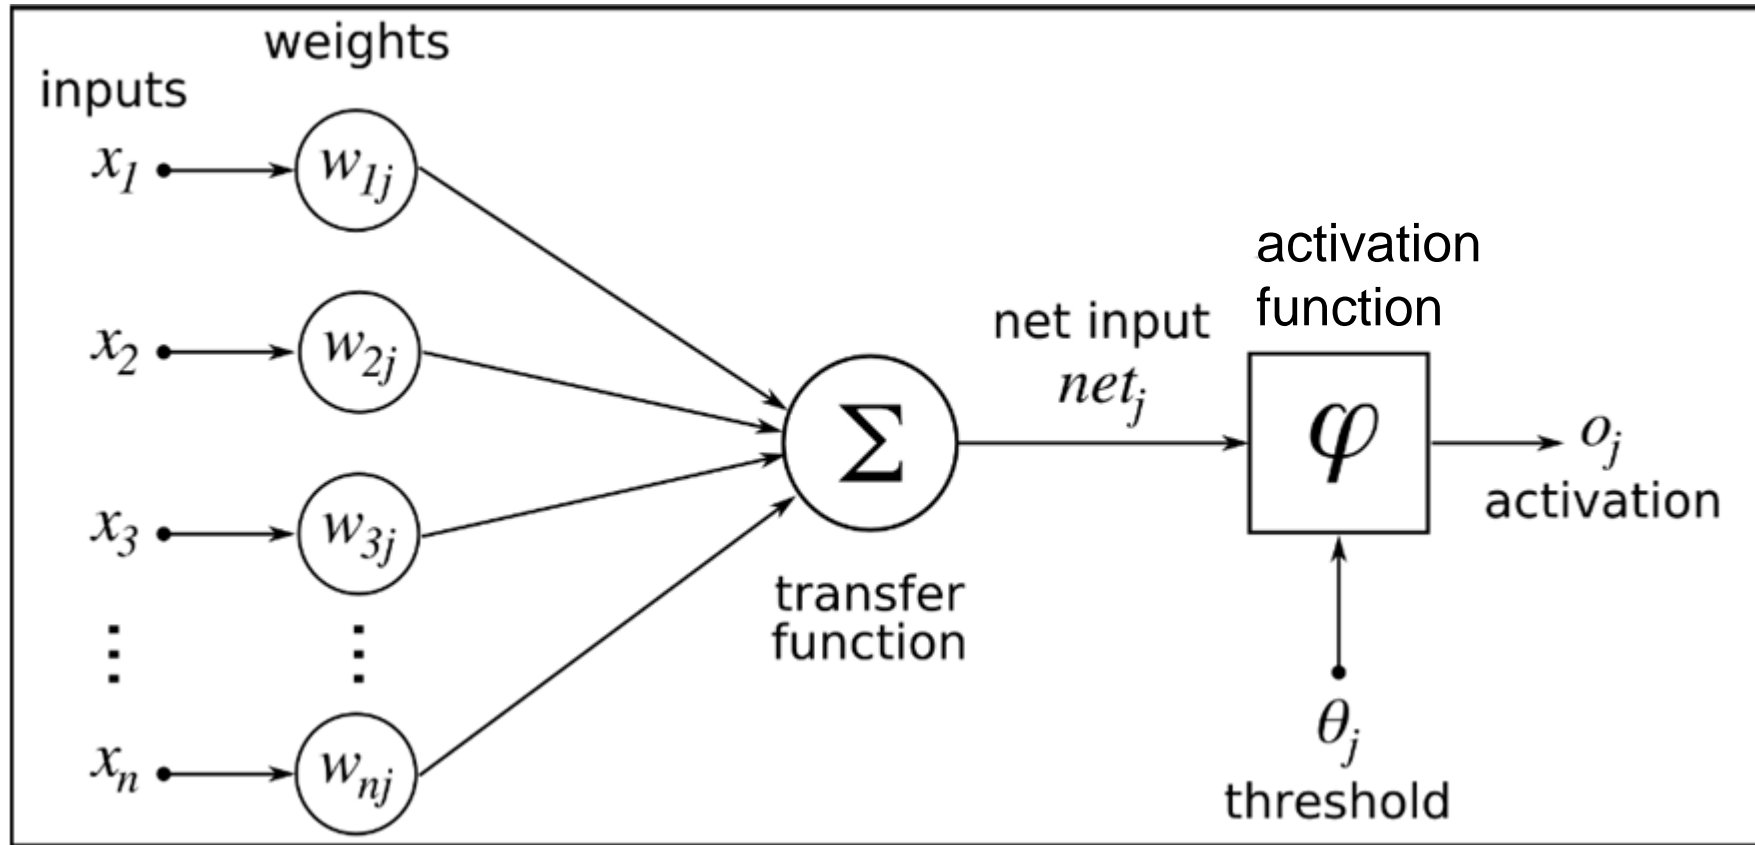 weights
inputs
x1
w1j
x2
w2j
x3
w3j
xn
wnj
Σ
transfer
function
net input
netj
activation
function
φ
oj
activation
θj
threshold